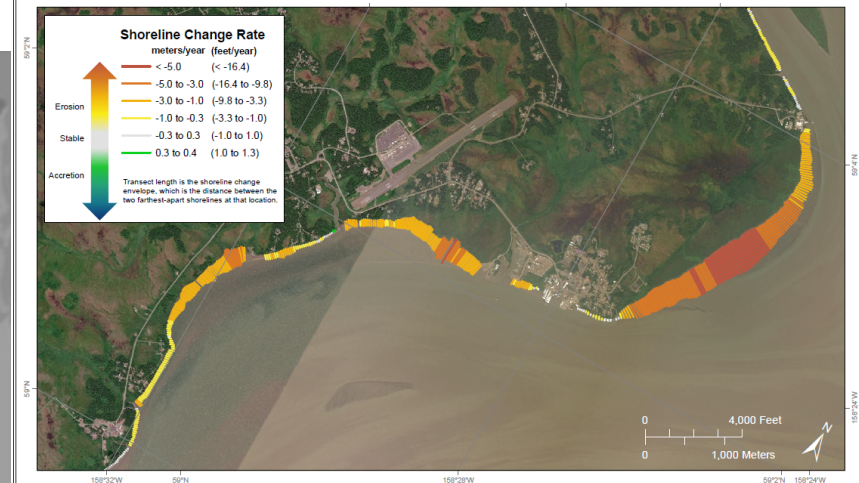 Shoreline Change Rate
meters/year (feet/year)
< -5.0 (< -16.4)
-5.0 to -3.0 (-16.4 to -9.8)
-3.0 to -1.0 (-9.8 to -3.3)
-1.0 to -0.3 (-3.3 to -1.0)
-0.3 to 0.3 (-1.0 to 1.0)
0.3 to 0.4 (1.0 to 1.3)
Erosion
Stable
Accretion
Transect length is the shoreline change
envelope, which is the distance between the
two farthest-apart shorelines at that location.
59°2'N
59°4'N
59°N
158°24'W
0 4,000 Feet
0 1,000 Meters
N
158°32'W 59°N 158°28'W 59°2'N 158°24'W